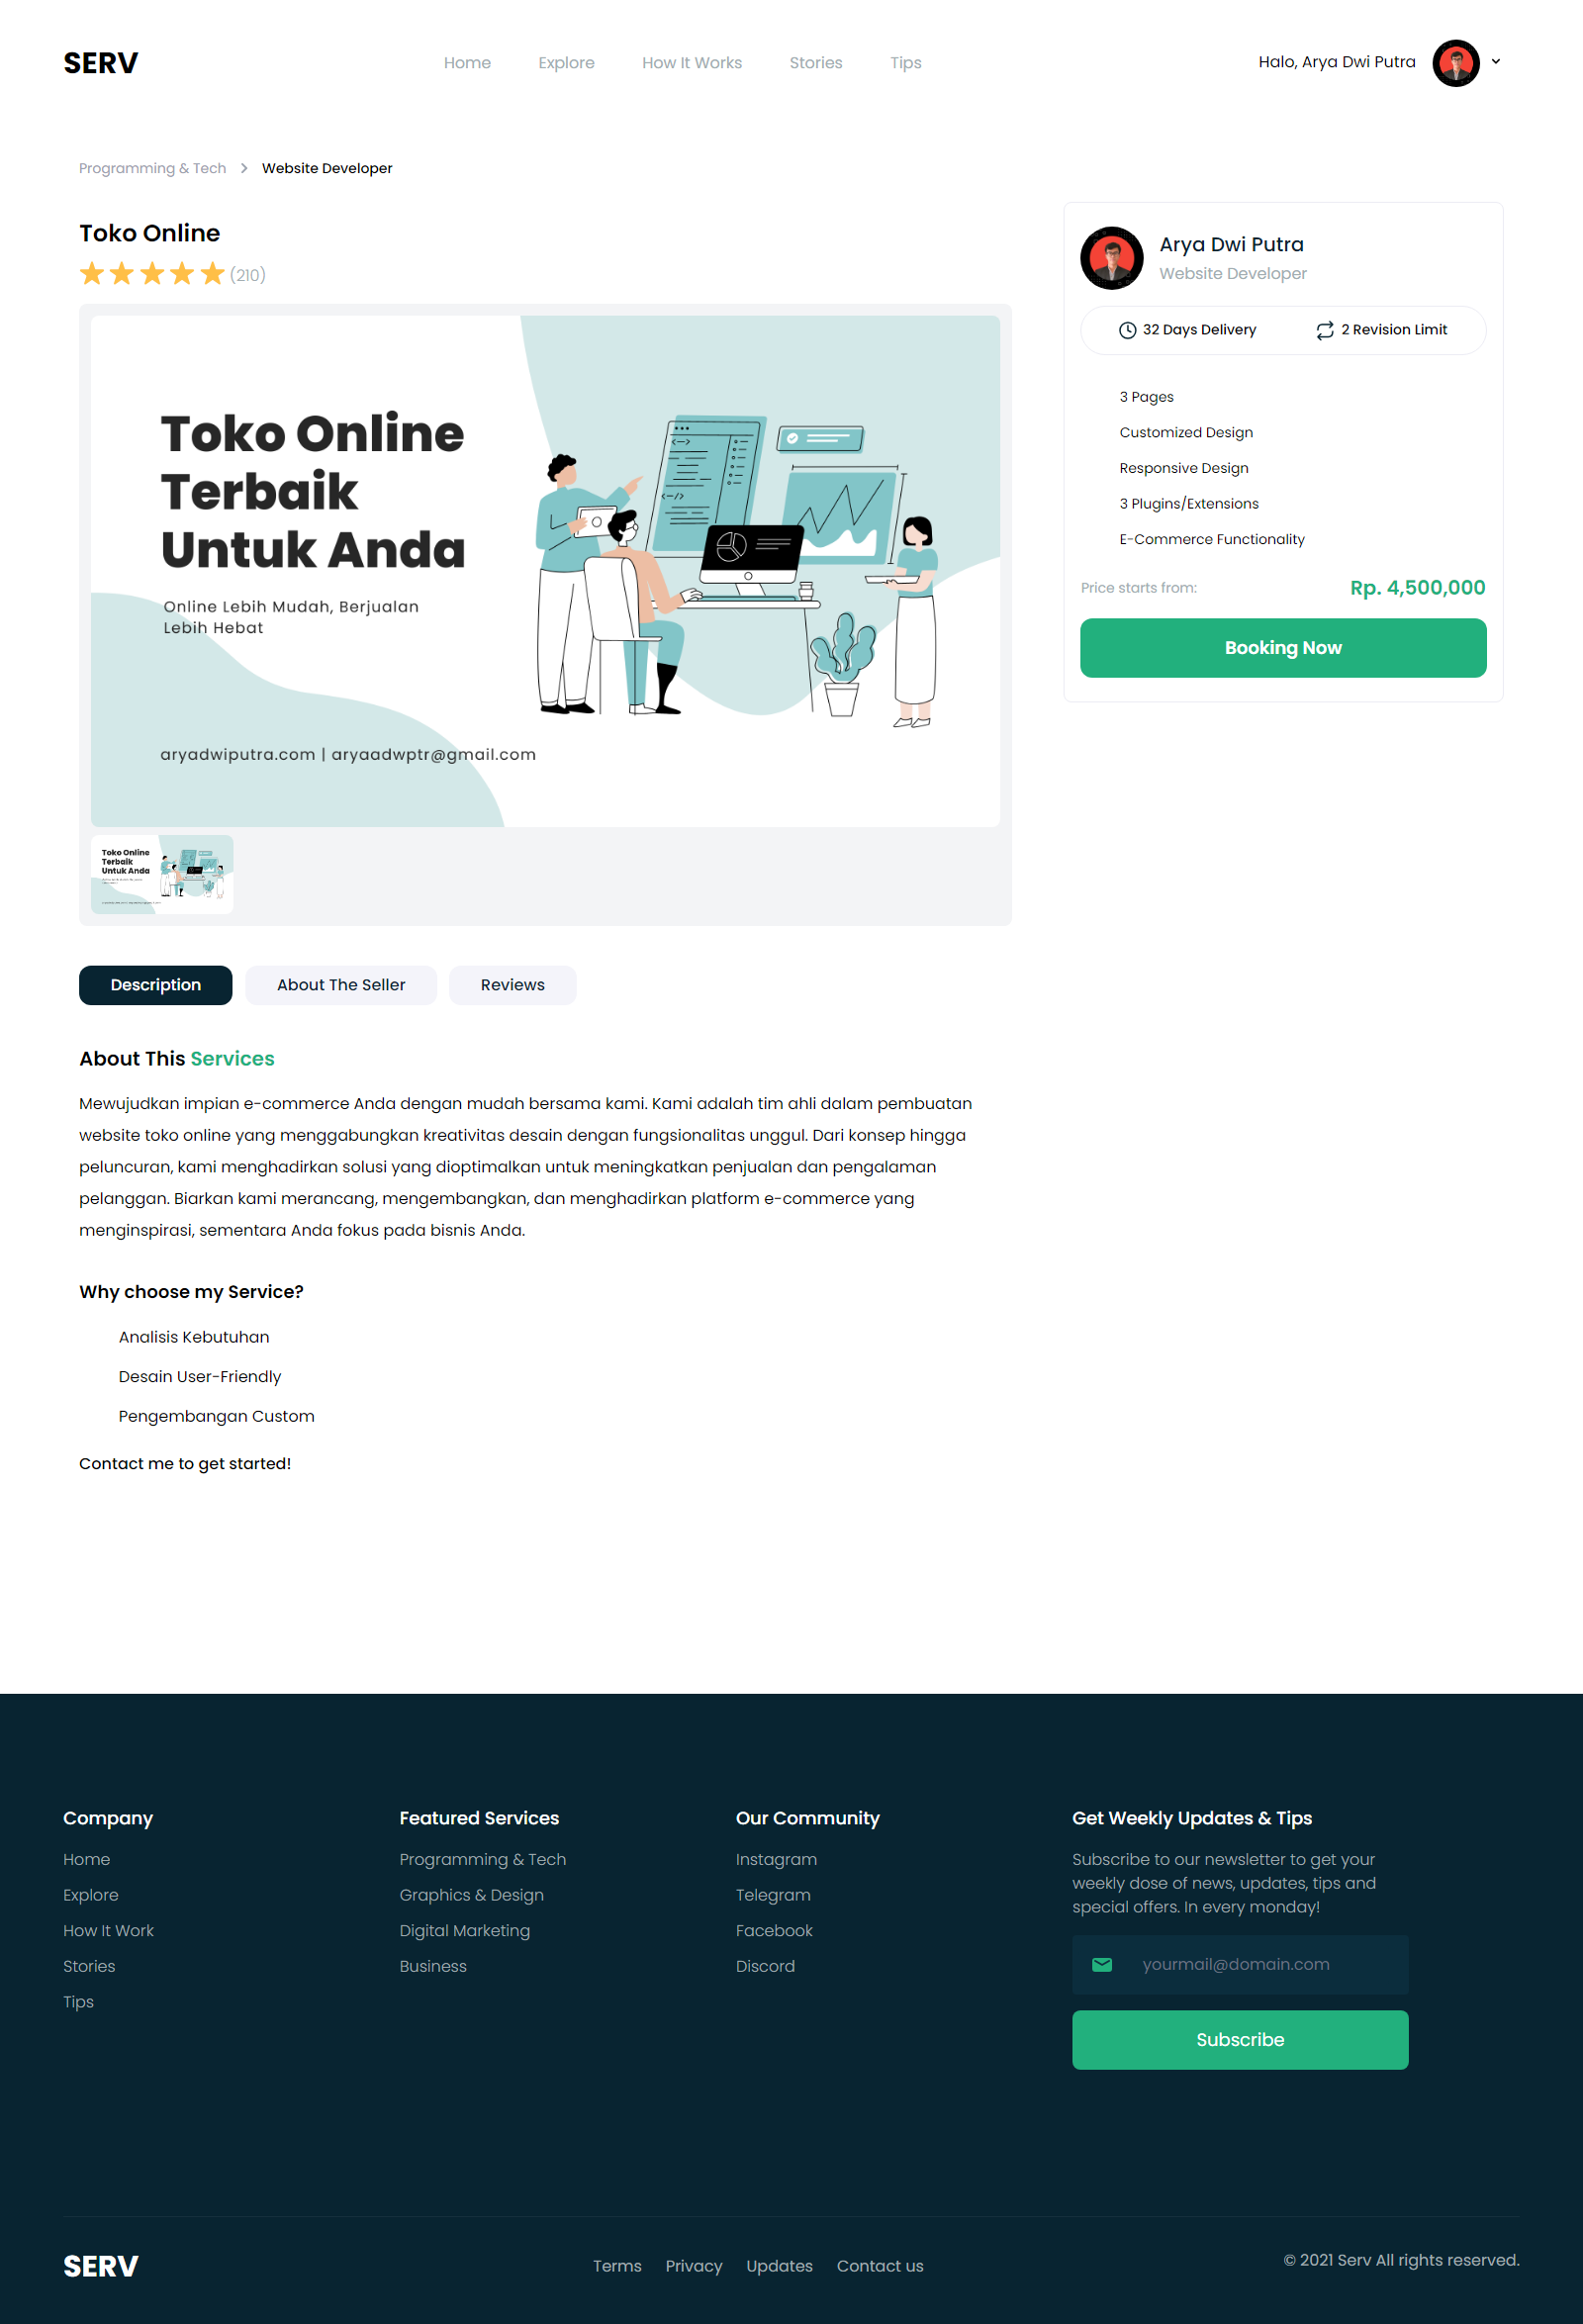 SERV
Home Explore How It Works Stories Tips
Halo, Arya Dwi Putra
Programming & Tech > Website Developer
Toko Online
(210)
Toko Online
Terbaik
Untuk Anda
Online Lebih Mudah, Berjualan
Lebih Hebat
aryadwiputra.com | aryaadwptr@gmail.com
Toko Online
Terbaik
Untuk Anda
Arya Dwi Putra
Website Developer
32 Days Delivery 2 Revision Limit
3 Pages
Customized Design
Responsive Design
3 Plugins/Extensions
E-Commerce Functionality
Price starts from: Rp. 4,500,000
Booking Now
Description About The Seller Reviews
About This Services
Mewujudkan impian e-commerce Anda dengan mudah bersama kami. Kami adalah tim ahli dalam pembuatan
website toko online yang menggabungkan kreativitas desain dengan fungsionalitas unggul. Dari konsep hingga
peluncuran, kami menghadirkan solusi yang dioptimalkan untuk meningkatkan penjualan dan pengalaman
pelanggan. Biarkan kami merancang, mengembangkan, dan menghadirkan platform e-commerce yang
menginspirasi, sementara Anda fokus pada bisnis Anda.
Why choose my Service?
Analisis Kebutuhan
Desain User-Friendly
Pengembangan Custom
Contact me to get started!
Company
Home
Explore
How It Work
Stories
Tips
Featured Services
Programming & Tech
Graphics & Design
Digital Marketing
Business
Our Community
Instagram
Telegram
Facebook
Discord
Get Weekly Updates & Tips
Subscribe to our newsletter to get your
weekly dose of news, updates, tips and
special offers. In every monday!
yourmail@domain.com
Subscribe
SERV
Terms Privacy Updates Contact us
© 2021 Serv All rights reserved.